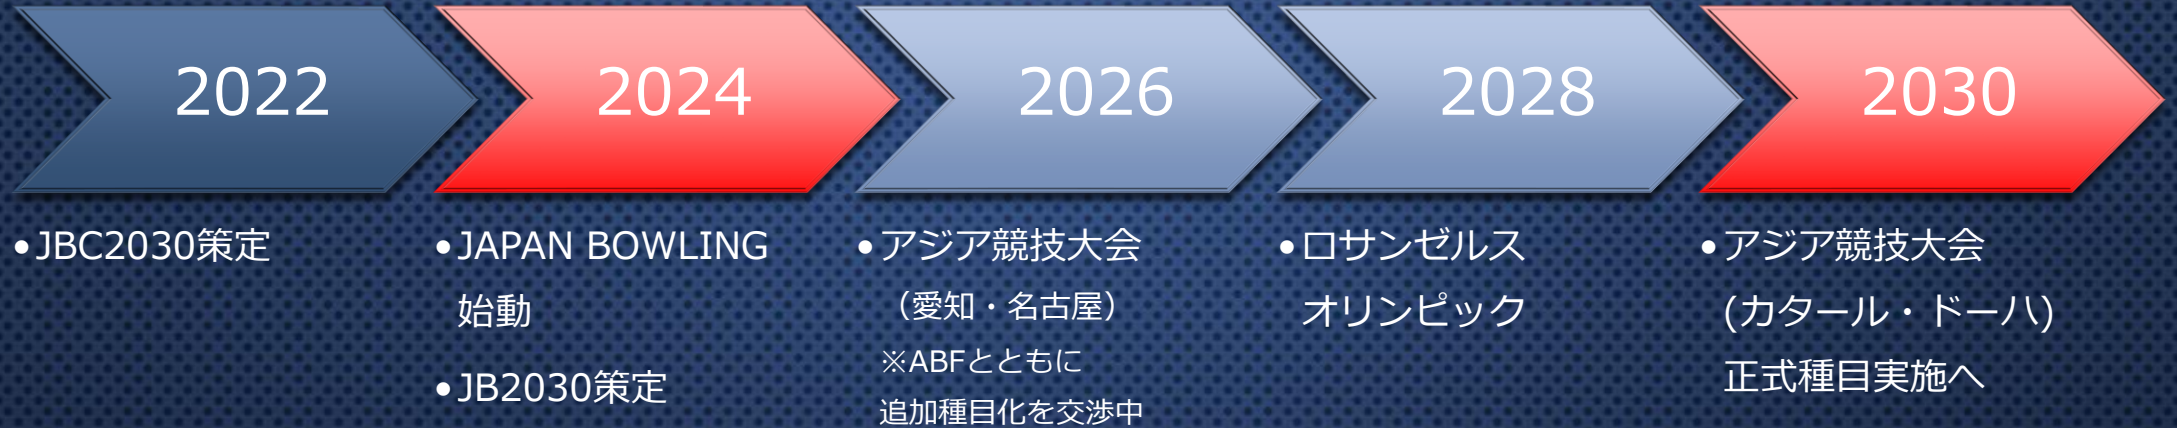 2022
•JBC2030策定
2024
•JAPAN BOWLING
始動
•JB2030策定
2026
•アジア競技大会
（愛知・名古屋）
※ABFとともに
追加種目化を交渉中
2028
•ロサンゼルス
オリンピック
2030
•アジア競技大会
(カタール・ドーハ)
正式種目実施へ